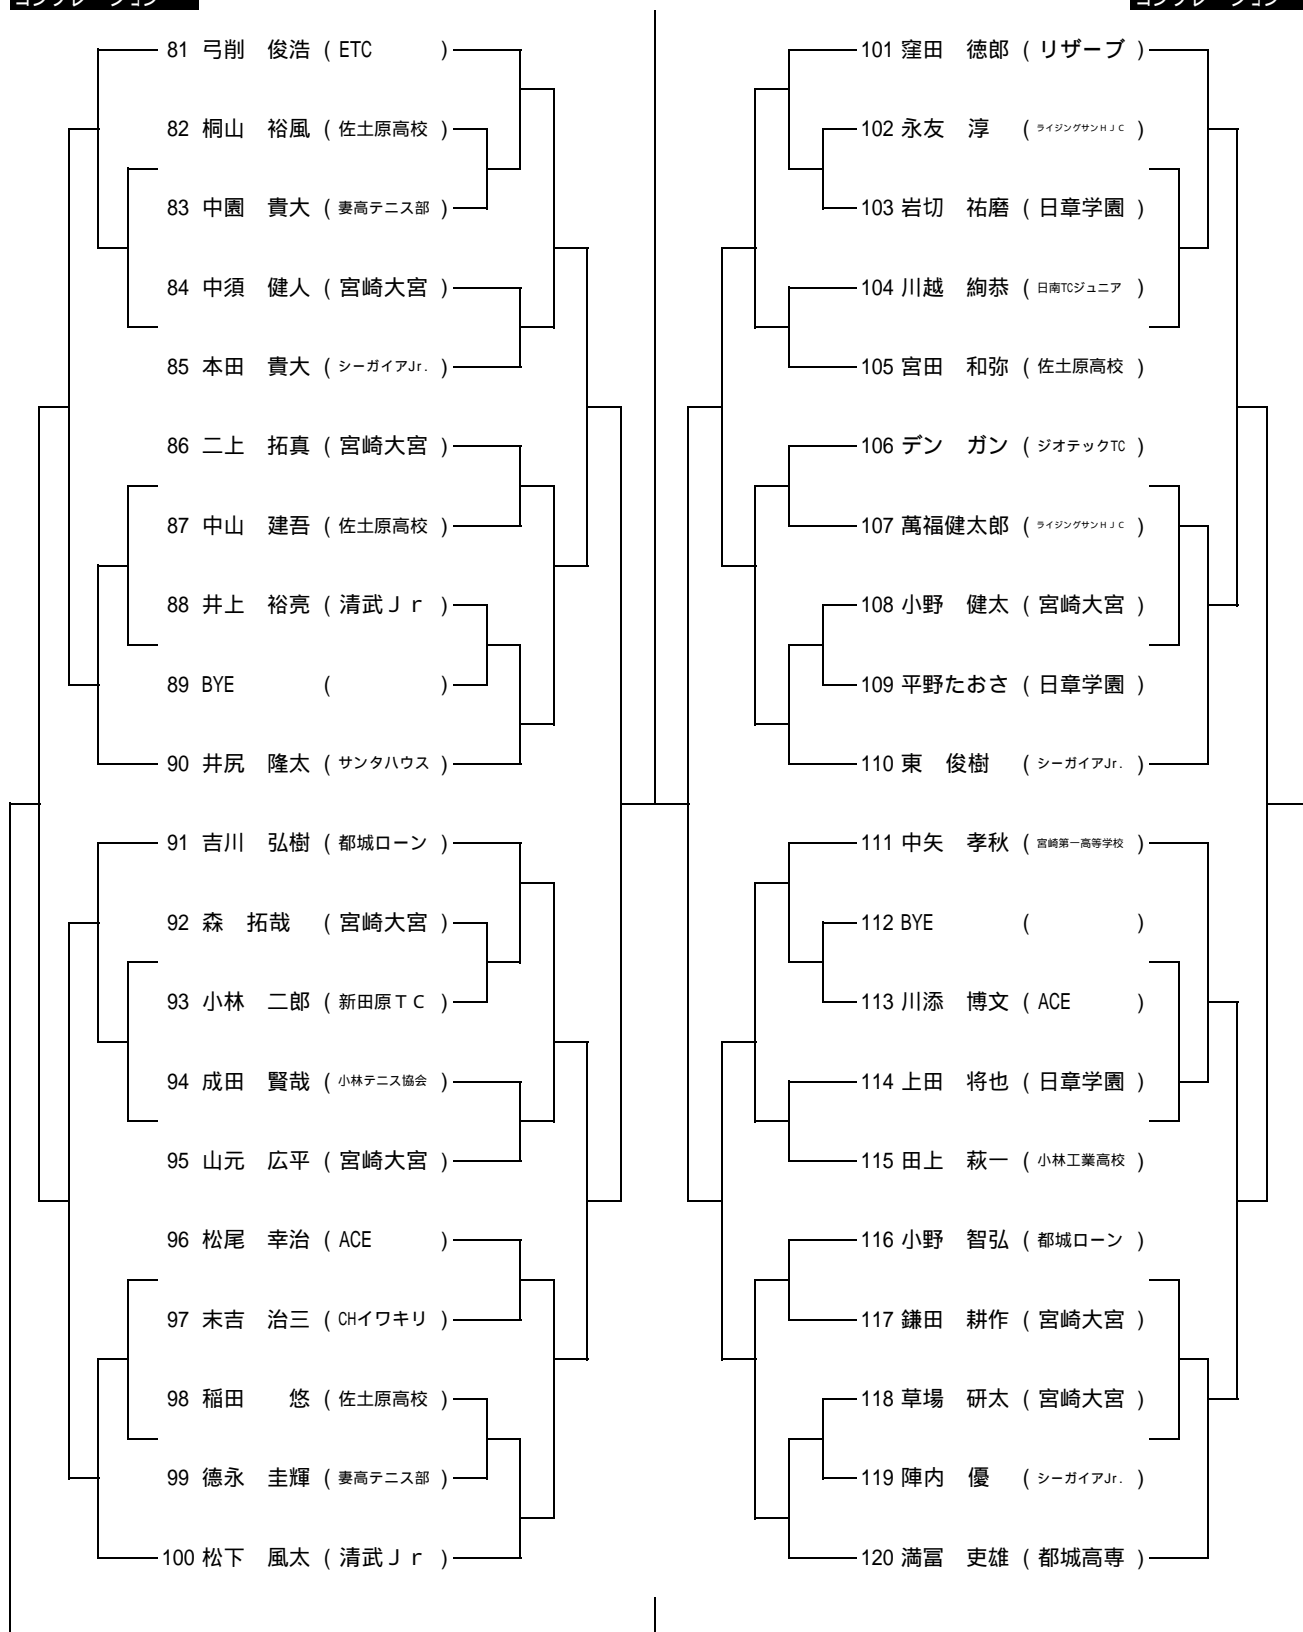 コンソレーション
コンソレーション
81 弓削 俊浩 ( ETC )
82 桐山 裕風 ( 佐土原高校 )
83 中園 貴大 ( 妻高テニス部 )
84 中須 健人 ( 宮崎大宮 )
85 本田 貴大 ( シーガイアJr. )
86 二上 拓真 ( 宮崎大宮 )
87 中山 建吾 ( 佐土原高校 )
88 井上 裕亮 ( 清武Ｊｒ )
89 BYE ( )
90 井尻 隆太 ( サンタハウス )
91 吉川 弘樹 ( 都城ローン )
92 森 拓哉 ( 宮崎大宮 )
93 小林 二郎 ( 新田原ＴＣ )
94 成田 賢哉 ( 小林テニス協会 )
95 山元 広平 ( 宮崎大宮 )
96 松尾 幸治 ( ACE )
97 末吉 治三 ( CHイワキリ )
98 稲田 悠 ( 佐土原高校 )
99 德永 圭輝 ( 妻高テニス部 )
100 松下 風太 ( 清武Ｊｒ )
101 窪田 徳郎 ( リザーブ )
102 永友 淳 ( ライジングサンＨＪＣ )
103 岩切 祐磨 ( 日章学園 )
104 川越 絢恭 ( 日南TCジュニア )
105 宮田 和弥 ( 佐土原高校 )
106 デン ガン ( ジオテックTC )
107 萬福健太郎 ( ライジングサンＨＪＣ )
108 小野 健太 ( 宮崎大宮 )
109 平野たおさ ( 日章学園 )
110 東 俊樹 ( シーガイアJr. )
111 中矢 孝秋 ( 宮崎第一高等学校 )
112 BYE ( )
113 川添 博文 ( ACE )
114 上田 将也 ( 日章学園 )
115 田上 萩一 ( 小林工業高校 )
116 小野 智弘 ( 都城ローン )
117 鎌田 耕作 ( 宮崎大宮 )
118 草場 研太 ( 宮崎大宮 )
119 陣内 優 ( シーガイアJr. )
120 満冨 吏雄 ( 都城高専 )